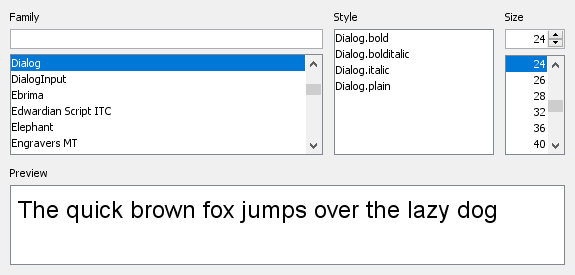 Family
Style
Size
24
Dialog
DialogInput
Ebrima
Edwardian Script ITC
Elephant
Engravers MT
Dialog.bold
Dialog.bolditalic
Dialog.italic
Dialog.plain
24
26
28
32
36
40
Preview
The quick brown fox jumps over the lazy dog